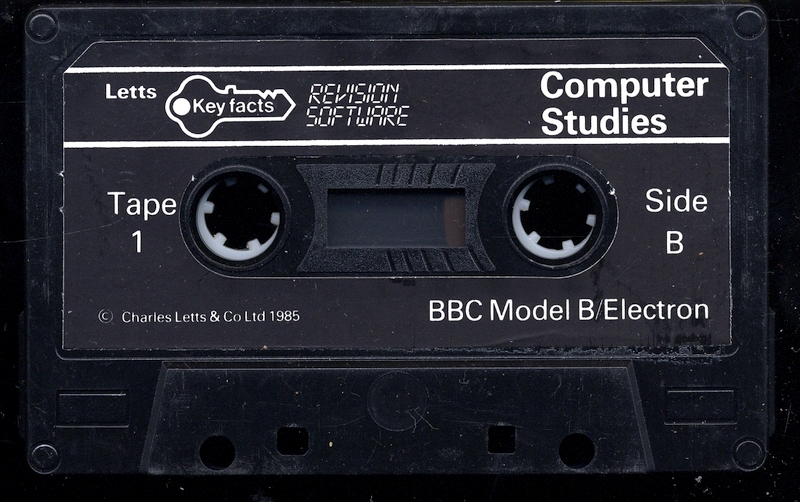 Letts Key facts REVISION SOFTWARE
Computer Studies
Tape 1
Side B
© Charles Letts & Co Ltd 1985
BBC Model B/Electron